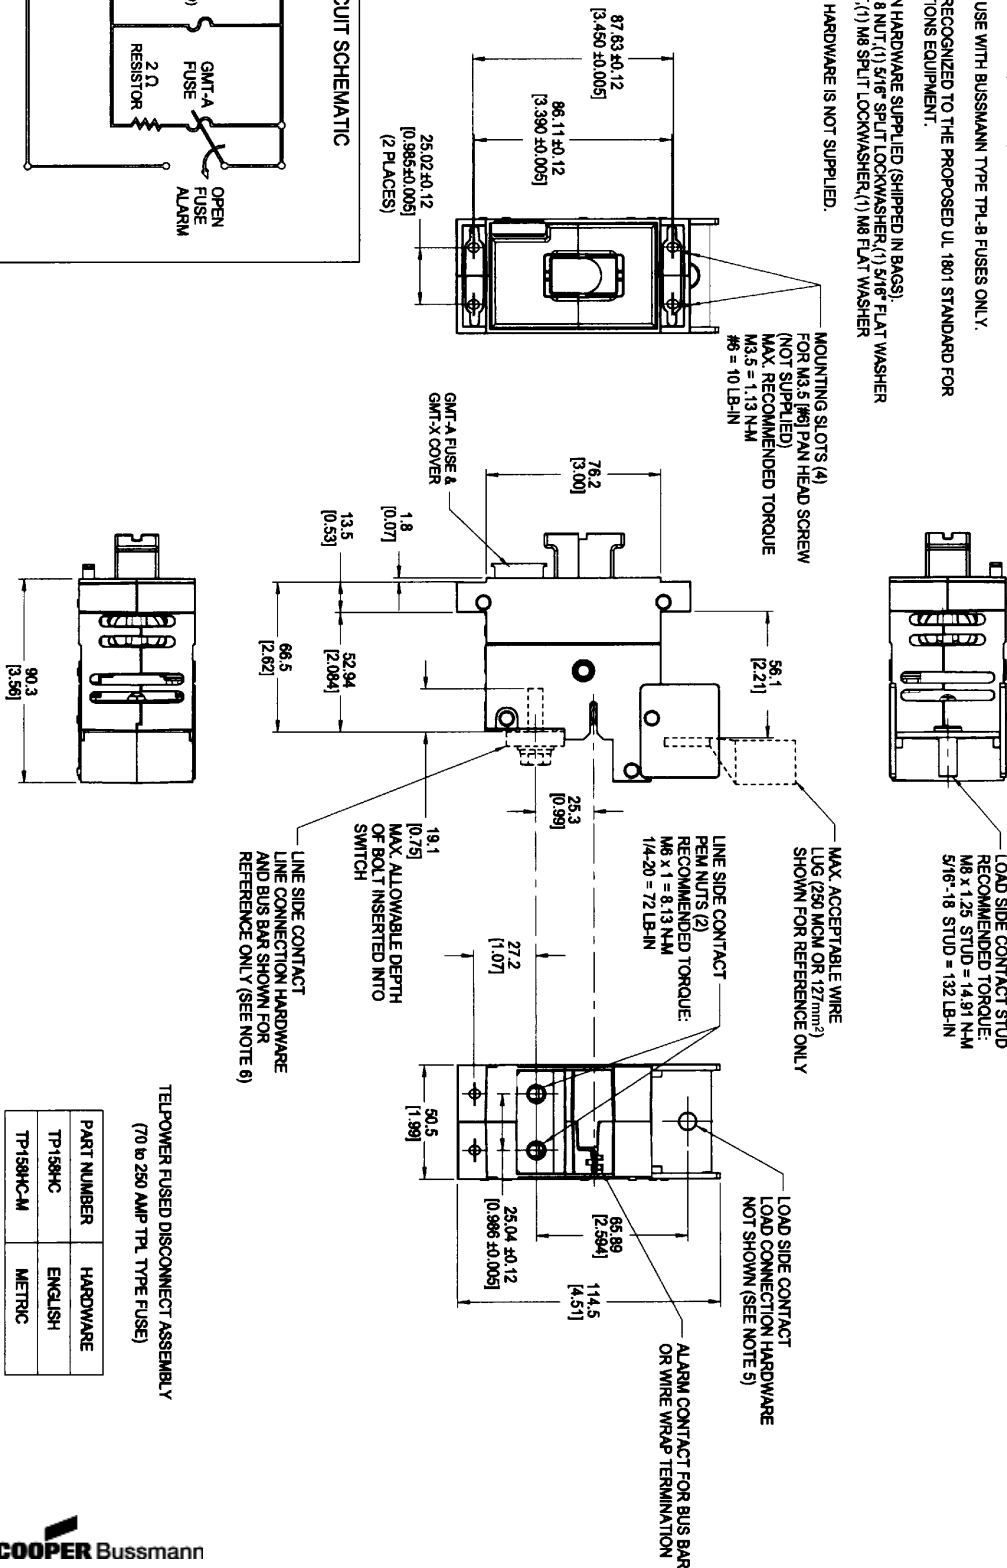 USE WITH BUSSMANN TYPE TPL-B FUSES ONLY.
RECOGNIZED TO THE PROPOSED UL 1801 STANDARD FOR
EQUIPMENT.
HARDWARE SUPPLIED (SHIPPED IN BAGS).
8 NUT,(1) 5/16" SPLIT LOCKWASHER,(1) 5/16" FLAT WASHER
(1) M8 SPLIT LOCKWASHER,(1) M8 FLAT WASHER
HARDWARE IS NOT SUPPLIED.
LOAD SIDE CONTACT STUD
RECOMMENDED TORQUE:
M8 x 1.25 STUD = 14.91 N-M
5/16"-18 STUD = 132 LB-IN
MOUNTING SLOTS (4)
FOR M3.5 [#6] PAN HEAD SCREW
(NOT SUPPLIED)
MAX. RECOMMENDED TORQUE
M3.5 = 1.13 N-M
#6 = 10 LB-IN
87.63 ±0.12
[3.450 ±0.005]
86.11 ±0.12
[3.390 ±0.005]
25.02 ±0.12
[0.985±0.005]
(2 PLACES)
SCHEMATIC
GMT-A
FUSE
2 Ω
RESISTOR
OPEN
FUSE
ALARM
MAX. ACCEPTABLE WIRE
LUG (250 MCM OR 127mm²)
SHOWN FOR REFERENCE ONLY
56.1
[2.21]
76.2
[3.00]
GMT-A FUSE &
GMT-X COVER
1.8
[0.07]
13.5
[0.53]
52.94
[2.084]
66.5
[2.62]
25.3
[0.99]
19.1
[0.75]
MAX. ALLOWABLE DEPTH
OF BOLT INSERTED INTO
SWITCH
LINE SIDE CONTACT
LINE CONNECTION HARDWARE
AND BUS BAR SHOWN FOR
REFERENCE ONLY (SEE NOTE 6)
90.3
[3.56]
LINE SIDE CONTACT
PEM NUTS (2)
RECOMMENDED TORQUE:
M6 x 1 = 8.13 N-M
1/4-20 = 72 LB-IN
27.2
[1.07]
50.5
[1.99]
25.04 ±0.12
[0.986 ±0.005]
65.89
[2.594]
114.5
[4.51]
LOAD SIDE CONTACT
LOAD CONNECTION HARDWARE
NOT SHOWN (SEE NOTE 5)
ALARM CONTACT FOR BUS BAR
OR WIRE WRAP TERMINATION
TELPOWER FUSED DISCONNECT ASSEMBLY
(70 to 250 AMP TPL TYPE FUSE)
PART NUMBER HARDWARE
TP158HC ENGLISH
TP158HC-M METRIC
COOPER Bussmann